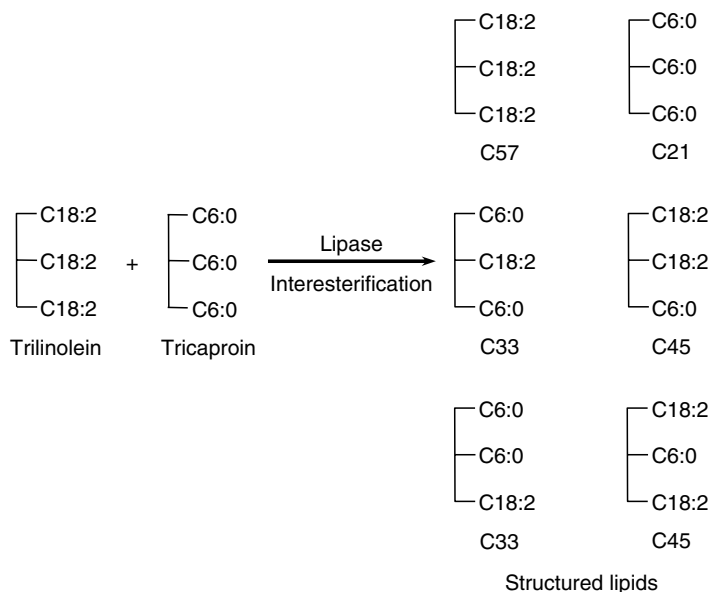 C18:2
C18:2
C18:2
C57
C6:0
C6:0
C6:0
C21
C18:2
C18:2
C18:2
Trilinolein
+
C6:0
C6:0
C6:0
Tricaproin
Lipase
Interesterification
C6:0
C18:2
C6:0
C33
C18:2
C18:2
C6:0
C45
C6:0
C6:0
C18:2
C33
C18:2
C6:0
C18:2
C45
Structured lipids